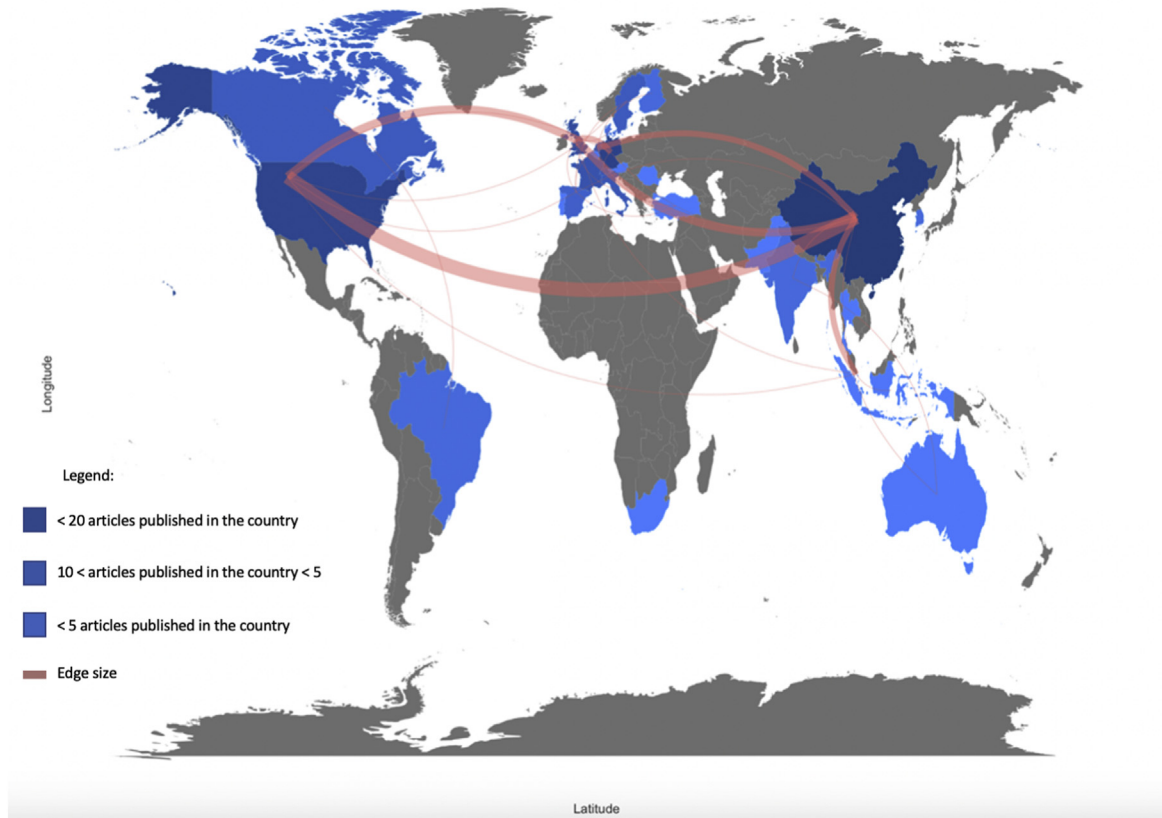 Longitude
Legend:
< 20 articles published in the country
10 < articles published in the country < 5
< 5 articles published in the country
Edge size
Latitude